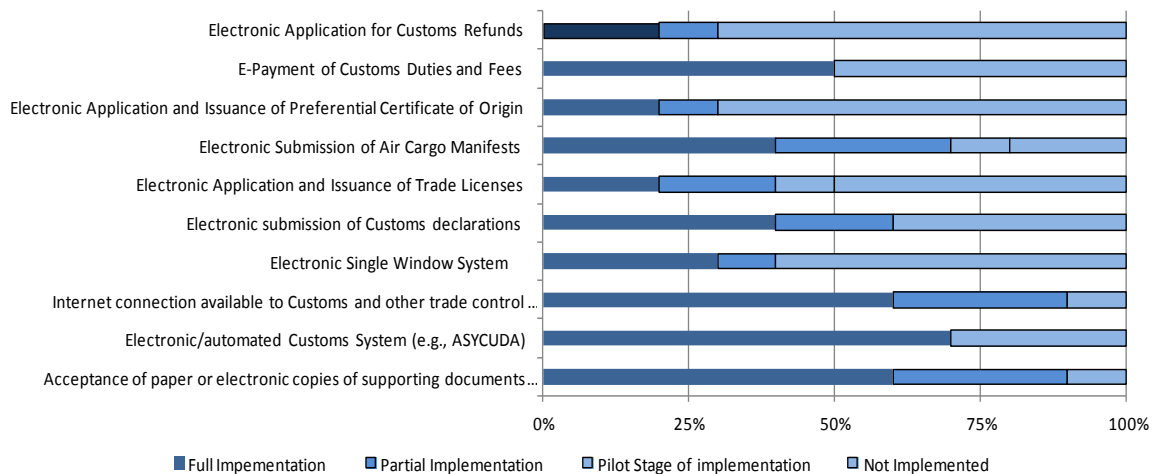 Electronic Application for Customs Refunds
E-Payment of Customs Duties and Fees
Electronic Application and Issuance of Preferential Certificate of Origin
Electronic Submission of Air Cargo Manifests
Electronic Application and Issuance of Trade Licenses
Electronic submission of Customs declarations
Electronic Single Window System
Internet connection available to Customs and other trade control ...
Electronic/automated Customs System (e.g., ASYCUDA)
Acceptance of paper or electronic copies of supporting documents...
0% 25% 50% 75% 100%
Full Impementation Partial Implementation Pilot Stage of implementation Not Implemented